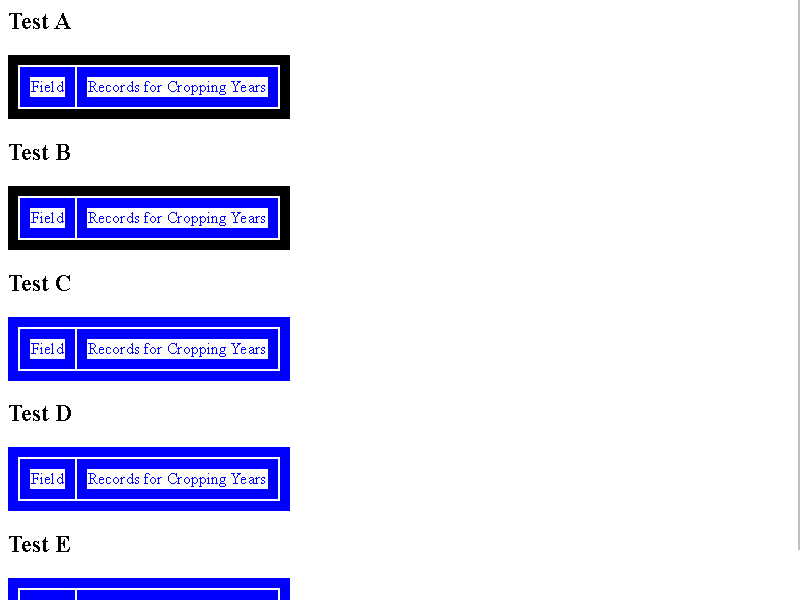 Test A
Field Records for Cropping Years
Test B
Field Records for Cropping Years
Test C
Field Records for Cropping Years
Test D
Field Records for Cropping Years
Test E